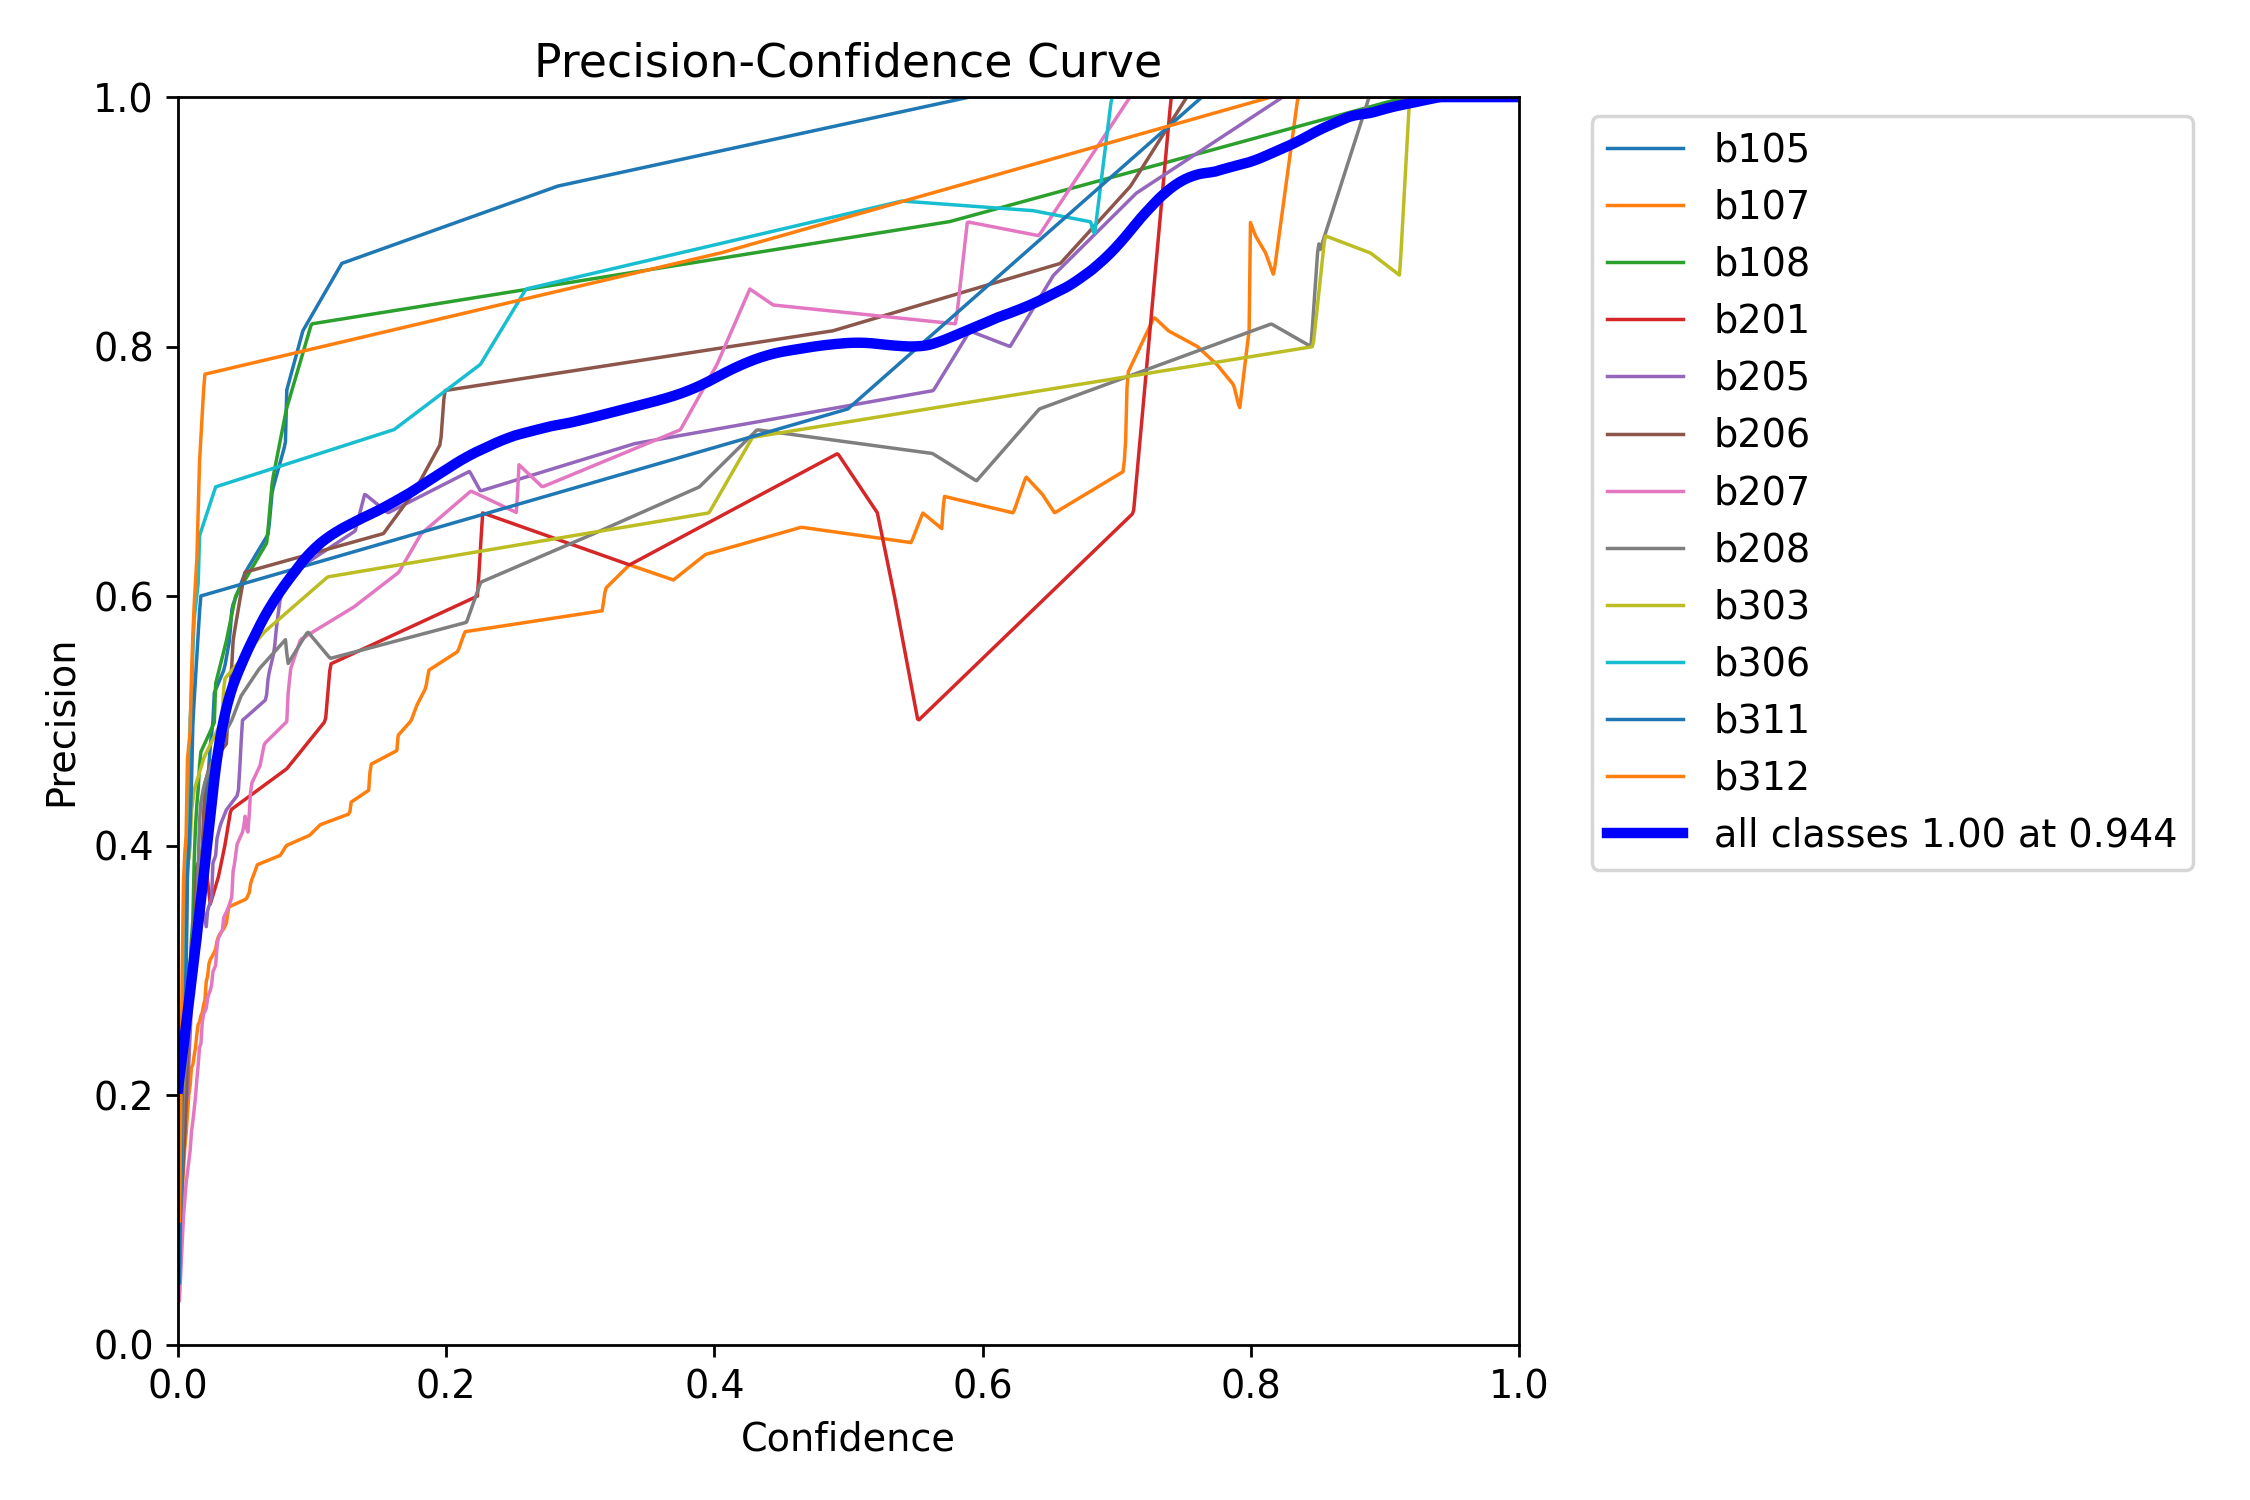 Precision-Confidence Curve
1.0
0.8
0.6
0.4
0.2
0.0
Precision
0.0 0.2 0.4 0.6 0.8 1.0
Confidence
b105
b107
b108
b201
b205
b206
b207
b208
b303
b306
b311
b312
all classes 1.00 at 0.944